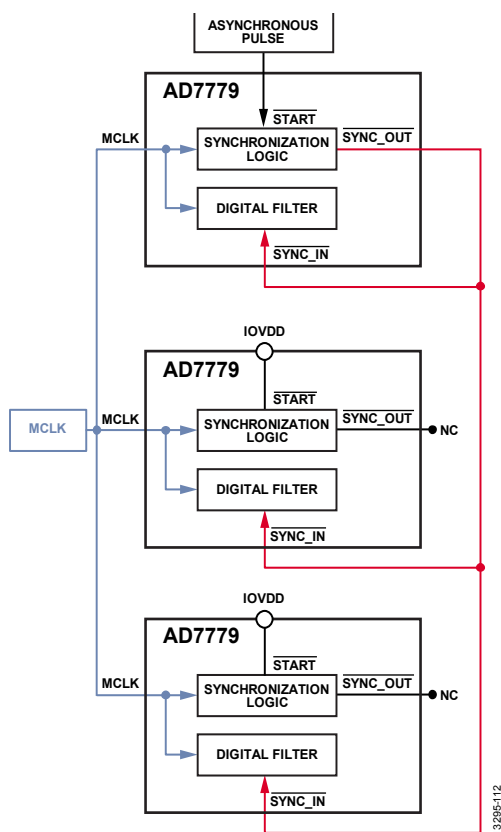 ASYNCHRONOUS
PULSE
AD7779
START
MCLK
SYNC_OUT
SYNCHRONIZATION
LOGIC
DIGITAL FILTER
SYNC_IN
IOVDD
AD7779
START
MCLK
MCLK
SYNC_OUT
SYNCHRONIZATION
LOGIC
NC
DIGITAL FILTER
SYNC_IN
IOVDD
AD7779
START
MCLK
SYNC_OUT
SYNCHRONIZATION
LOGIC
NC
DIGITAL FILTER
SYNC_IN
3295-112